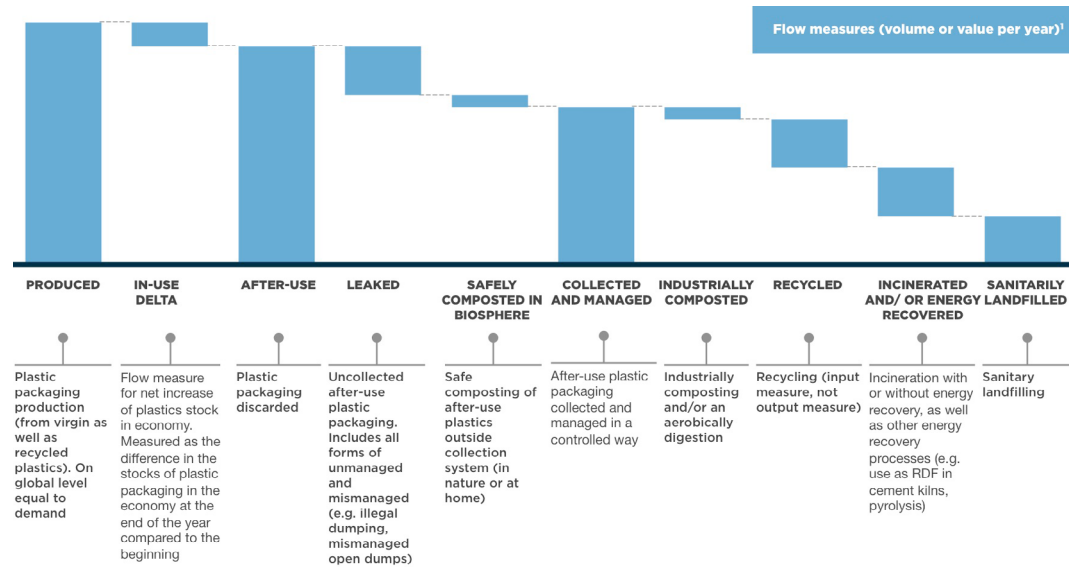 Flow measures (volume or value per year)¹
PRODUCED
IN-USE
DELTA
AFTER-USE
LEAKED
SAFELY
COMPOSTED IN
BIOSPHERE
COLLECTED
AND MANAGED
INDUSTRIALLY
COMPOSTED
RECYCLED
INCINERATED
AND/ OR ENERGY
RECOVERED
SANITARILY
LANDFILLED
Plastic
packaging
production
(from virgin as
well as
recycled
plastics). On
global level
equal to
demand
Flow measure
for net increase
of plastics stock
in economy.
Measured as the
difference in the
stocks of plastic
packaging in the
economy at the
end of the year
compared to the
beginning
Plastic
packaging
discarded
Uncollected
after-use
plastic
packaging.
Includes all
forms of
unmanaged
and
mismanaged
(e.g. illegal
dumping,
mismanaged
open dumps)
Safe
composting of
after-use
plastics
outside
collection
system (in
nature or at
home)
After-use plastic
packaging
collected and
managed in a
controlled way
Industrially
composting
and/or an
aerobically
digestion
Recycling (input
measure, not
output measure)
Incineration with
or without energy
recovery, as well
as other energy
recovery
processes (e.g.
use as RDF in
cement kilns,
pyrolysis)
Sanitary
landfilling